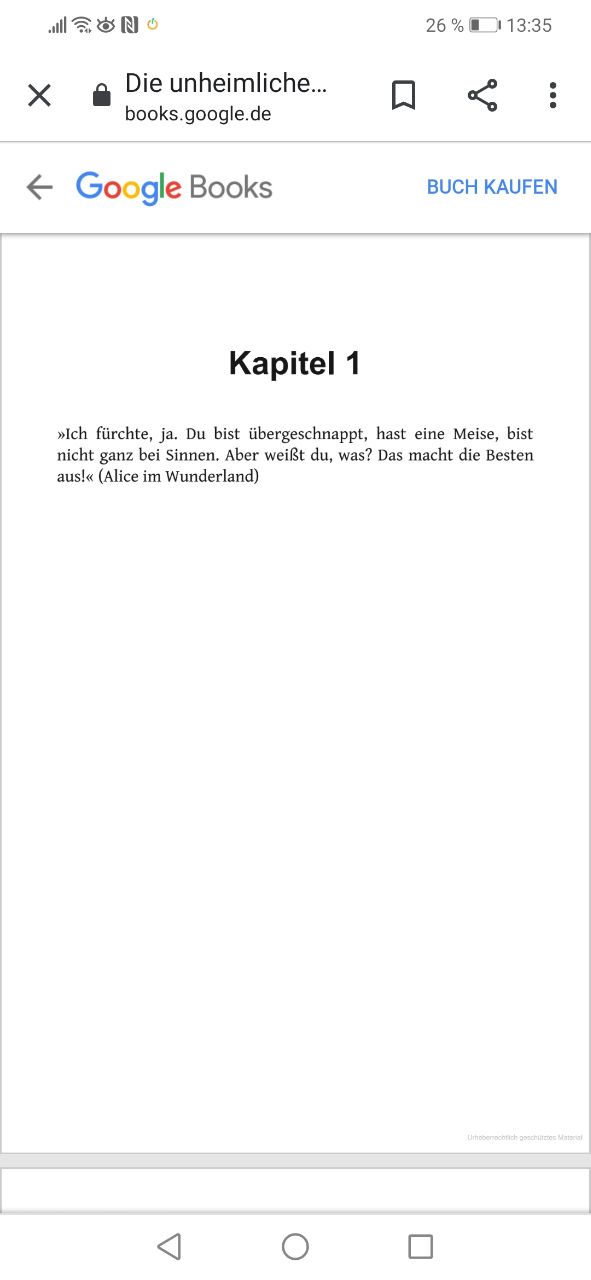 26 % 13:35
Die unheimliche...
books.google.de
Google Books
BUCH KAUFEN
Kapitel 1
»Ich fürchte, ja. Du bist übergeschnappt, hast eine Meise, bist
nicht ganz bei Sinnen. Aber weißt du, was? Das macht die Besten
aus!« (Alice im Wunderland)
Urheberrechtlich geschütztes Material